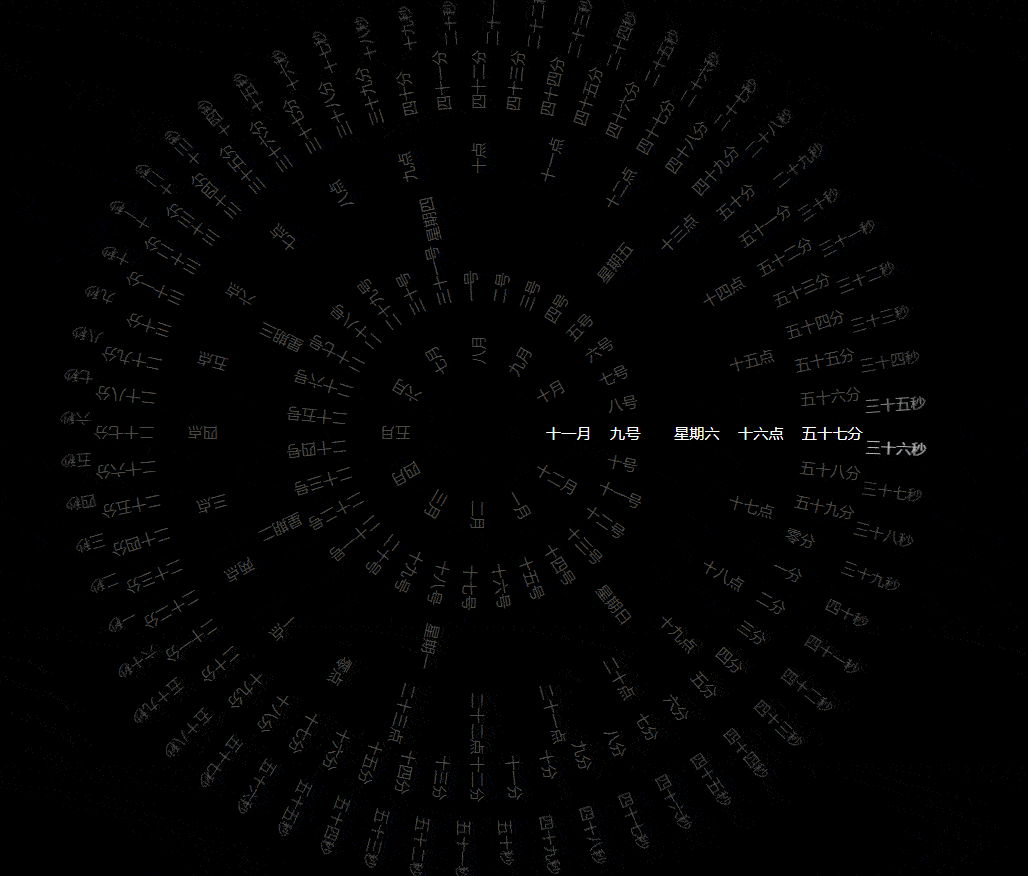 十一月 九号 星期六 十六点 五十七分
三十五秒
三十六秒
一月 二月 三月 四月 五月 六月 七月 八月 九月 十月 十二月
一号 二号 三号 四号 五号 六号 七号 八号 十号 十一号 十二号 十三号 十四号 十五号 十六号 十七号 十八号 十九号 二十号 二十一号 二十二号 二十三号 二十四号 二十五号 二十六号 二十七号 二十八号 二十九号 三十号 三十一号
星期日 星期一 星期二 星期三 星期四 星期五
零点 一点 两点 三点 四点 五点 六点 七点 八点 九点 十点 十一点 十二点 十三点 十四点 十五点 十七点 十八点 十九点 二十点 二十一点 二十二点 二十三点
零分 一分 二分 三分 四分 五分 六分 七分 八分 九分 十分 十一分 十二分 十三分 十四分 十五分 十六分 十七分 十八分 十九分 二十分 二十一分 二十二分 二十三分 二十四分 二十五分 二十六分 二十七分 二十八分 二十九分 三十分 三十一分 三十二分 三十三分 三十四分 三十五分 三十六分 三十七分 三十八分 三十九分 四十分 四十一分 四十二分 四十三分 四十四分 四十五分 四十六分 四十七分 四十八分 四十九分 五十分 五十一分 五十二分 五十三分 五十四分 五十五分 五十六分 五十八分 五十九分
一秒 二秒 三秒 四秒 五秒 六秒 七秒 八秒 九秒 十秒 十一秒 十二秒 十三秒 十四秒 十五秒 十六秒 十七秒 十八秒 十九秒 二十秒 二十一 二十二 二十三秒 二十四秒 二十五秒 二十六秒 二十七秒 二十八秒 二十九秒 三十秒 三十一秒 三十二秒 三十三秒 三十四秒 三十七秒 三十八秒 三十九秒 四十秒 四十一秒 四十二秒 四十三秒 四十四秒 四十五秒 四十六秒 四十七秒 四十八秒 四十九秒 五十秒 五十一 五十二秒 五十三秒 五十四秒 五十五秒 五十六秒 五十七秒 五十八秒 五十九秒 六十秒